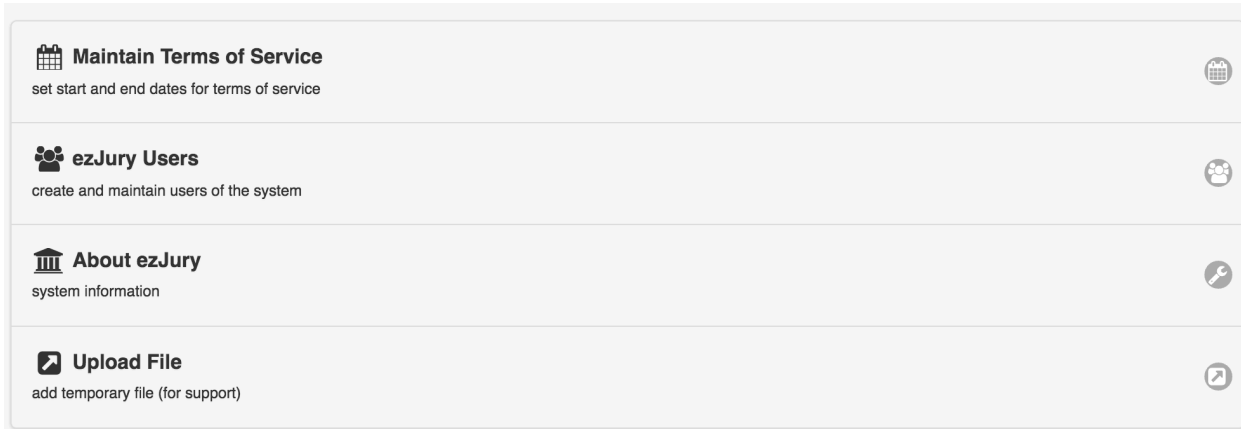 Maintain Terms of Service
set start and end dates for terms of service
ezJury Users
create and maintain users of the system
About ezJury
system information
Upload File
add temporary file (for support)